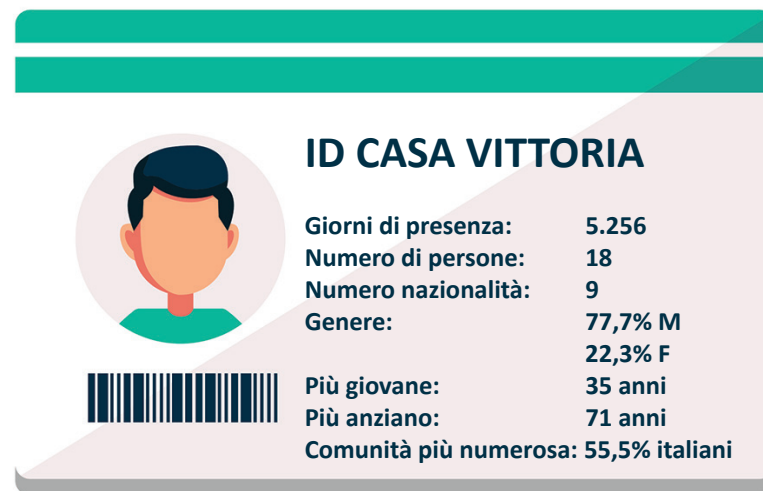 ID CASA VITTORIA
Giorni di presenza: 5.256
Numero di persone: 18
Numero nazionalità: 9
Genere: 77,7% M
22,3% F
Più giovane: 35 anni
Più anziano: 71 anni
Comunità più numerosa: 55,5% italiani